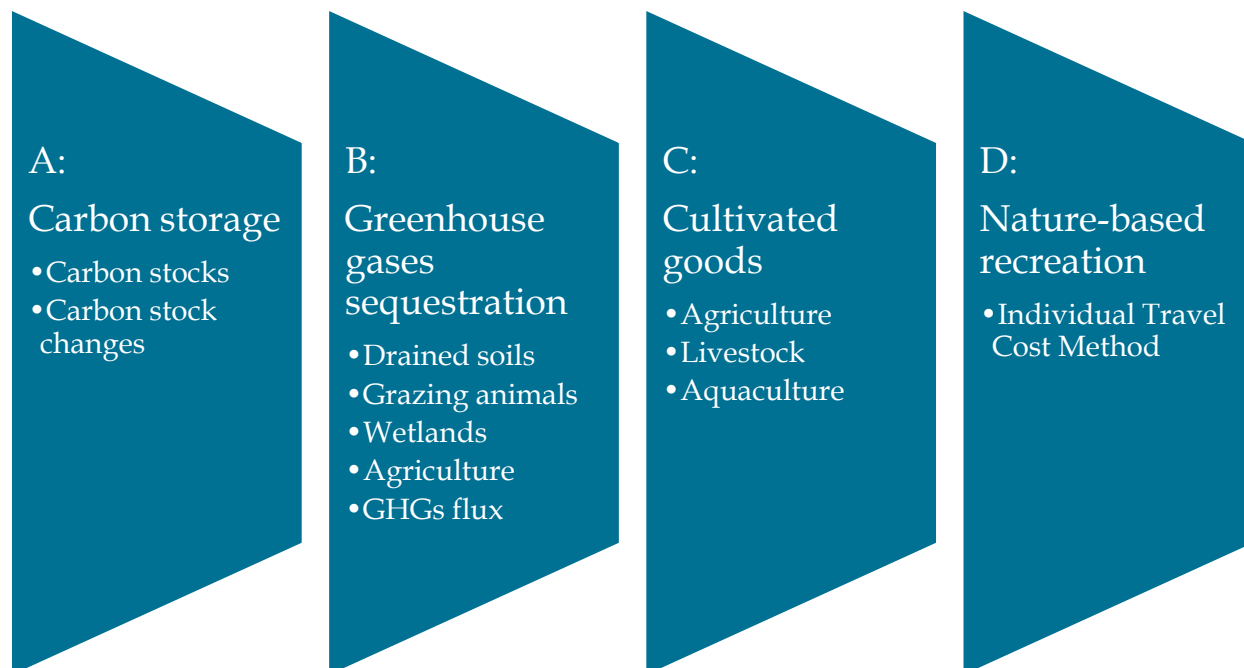 A:
Carbon storage
•Carbon stocks
•Carbon stock
changes
B:
Greenhouse
gases
sequestration
•Drained soils
•Grazing animals
•Wetlands
•Agriculture
•GHGs flux
C:
Cultivated
goods
•Agriculture
•Livestock
•Aquaculture
D:
Nature-based
recreation
•Individual Travel
Cost Method